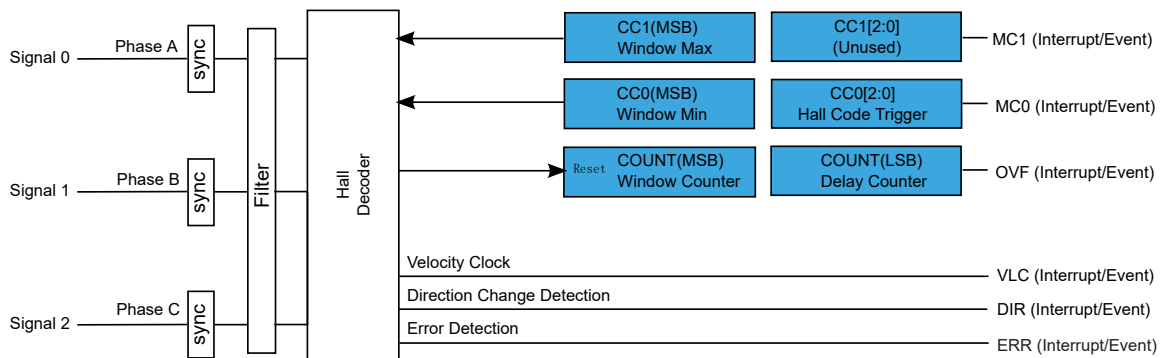 Signal 0
Phase A
sync
Signal 1
Phase B
sync
Signal 2
Phase C
sync
Filter
Hall
Decoder
CC1(MSB)
Window Max
CC1[2:0]
(Unused)
MC1 (Interrupt/Event)
CC0(MSB)
Window Min
CC0[2:0]
Hall Code Trigger
MC0 (Interrupt/Event)
Reset
COUNT(MSB)
Window Counter
COUNT(LSB)
Delay Counter
OVF (Interrupt/Event)
Velocity Clock
VLC (Interrupt/Event)
Direction Change Detection
DIR (Interrupt/Event)
Error Detection
ERR (Interrupt/Event)